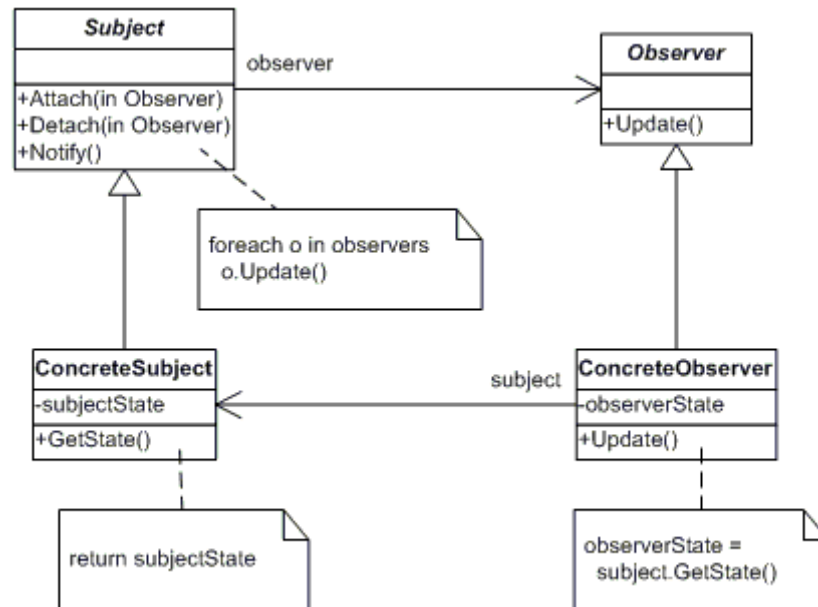 Subject
+Attach(in Observer)
+Detach(in Observer)
+Notify()
observer
Observer
+Update()
foreach o in observers
o.Update()
ConcreteSubject
-subjectState
+GetState()
subject
ConcreteObserver
-observerState
+Update()
return subjectState
observerState =
subject.GetState()